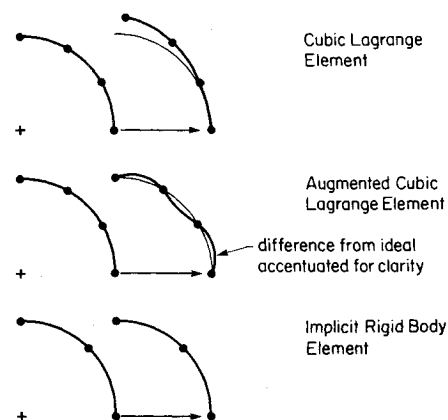 Cubic Lagrange
Element
Augmented Cubic
Lagrange Element
difference from ideal
accentuated for clarity
Implicit Rigid Body
Element